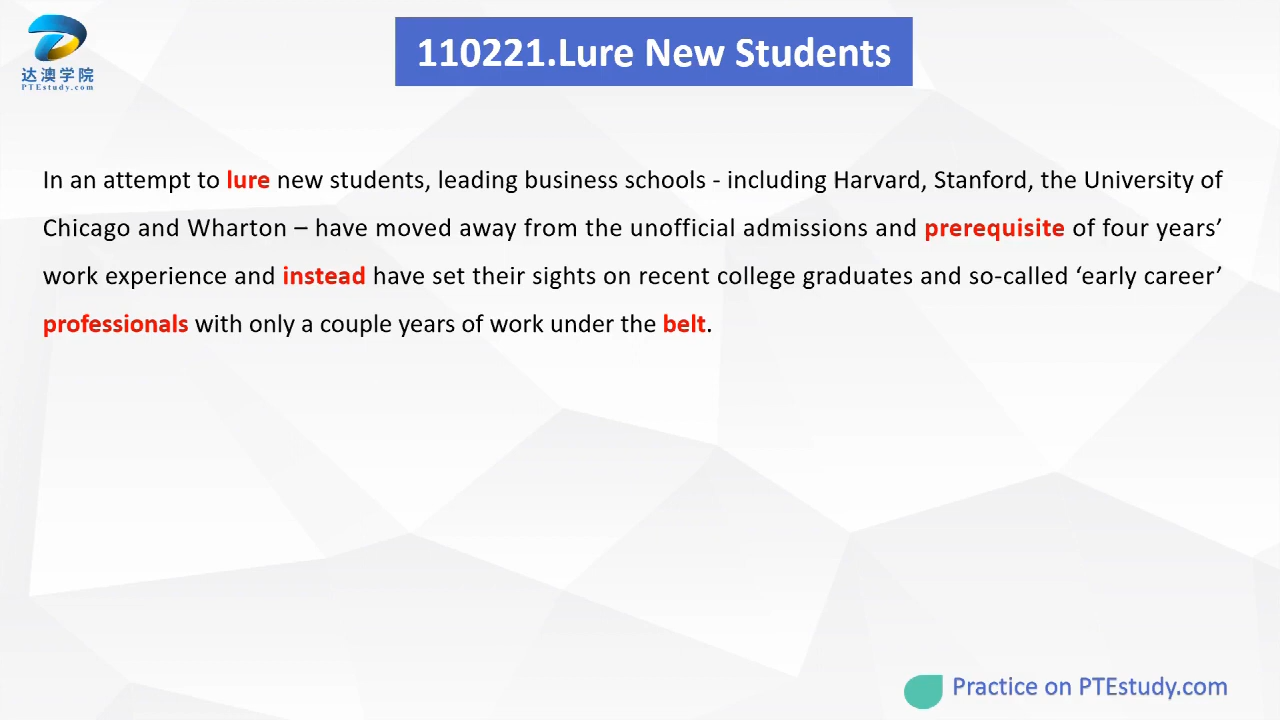 达澳学院
PTEstudy.com
110221.Lure New Students
In an attempt to lure new students, leading business schools - including Harvard, Stanford, the University of
Chicago and Wharton – have moved away from the unofficial admissions and prerequisite of four years’
work experience and instead have set their sights on recent college graduates and so-called ‘early career’
professionals with only a couple years of work under the belt.
Practice on PTEstudy.com